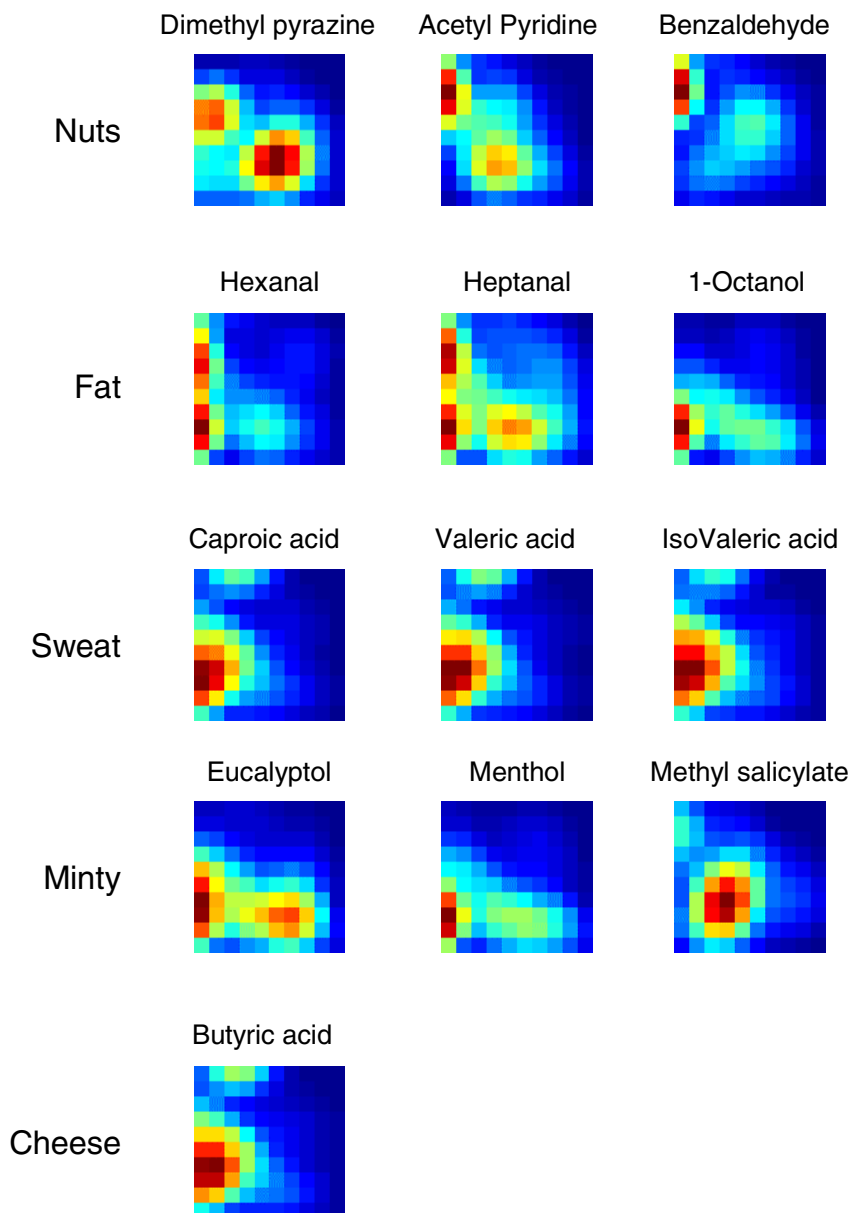 Dimethyl pyrazine Acetyl Pyridine Benzaldehyde
Nuts
Hexanal Heptanal 1-Octanol
Fat
Caproic acid Valeric acid IsoValeric acid
Sweat
Eucalyptol Menthol Methyl salicylate
Minty
Butyric acid
Cheese